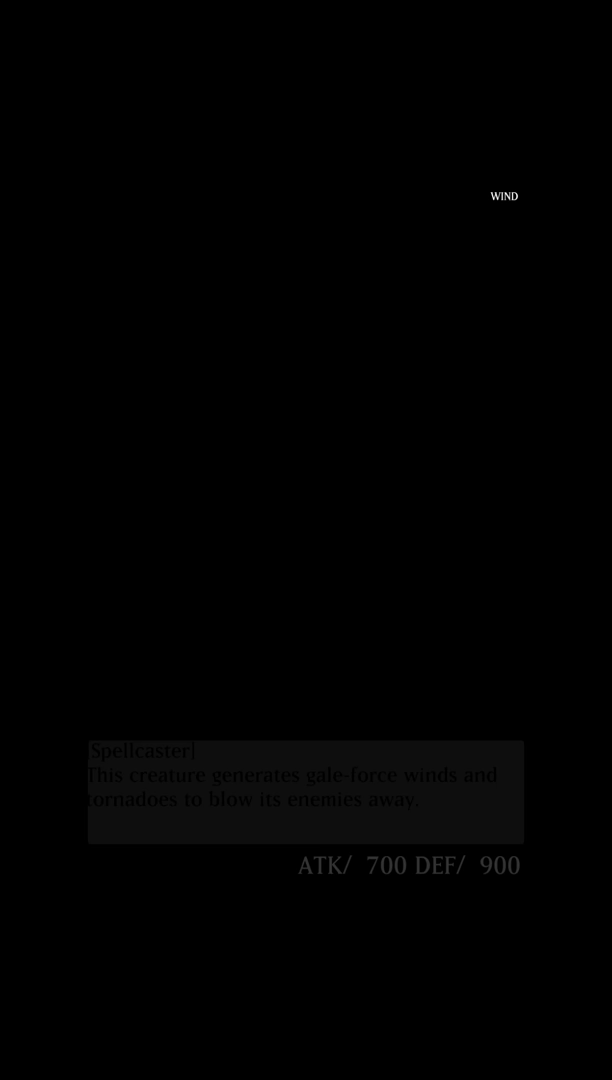 WIND
[Spellcaster]
This creature generates gale-force winds and
tornadoes to blow its enemies away.
ATK/ 700 DEF/ 900